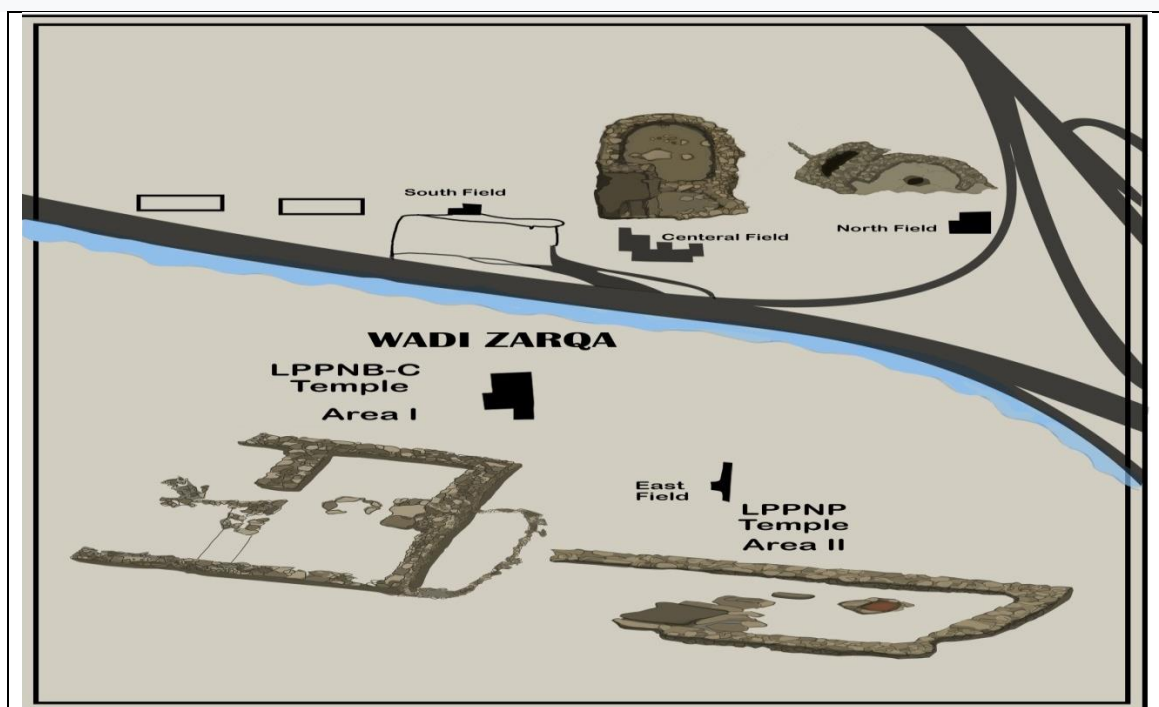 South Field
Centeral Field
North Field
WADI ZARQA
LPPNB-C
Temple
Area I
East
Field
LPPNP
Temple
Area II